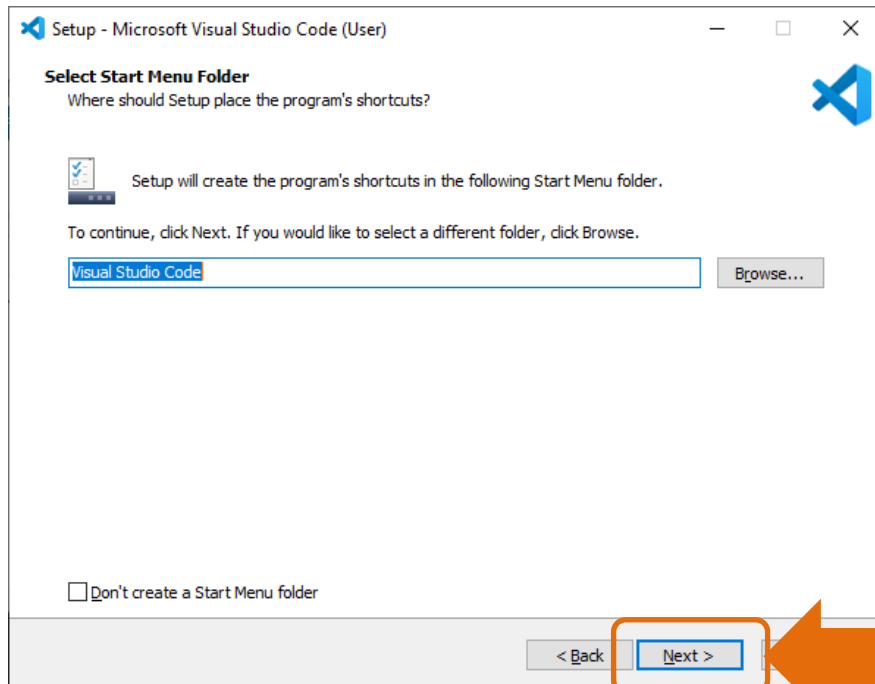 Setup - Microsoft Visual Studio Code (User)
Select Start Menu Folder
Where should Setup place the program's shortcuts?
Setup will create the program's shortcuts in the following Start Menu folder.
To continue, click Next. If you would like to select a different folder, click Browse.
Visual Studio Code
Browse...
Don't create a Start Menu folder
< Back
Next >